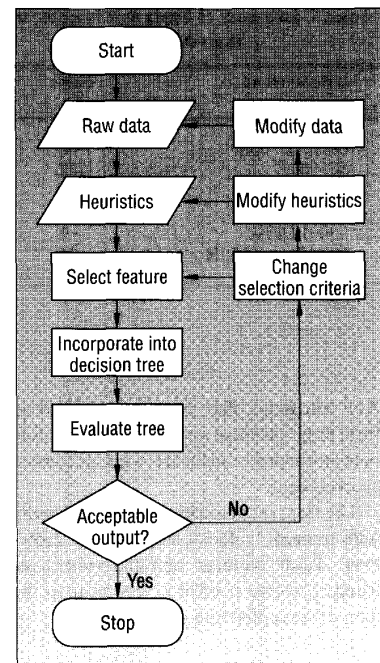 Start
Raw data
Modify data
Heuristics
Modify heuristics
Select feature
Change
selection criteria
Incorporate into
decision tree
Evaluate tree
Acceptable
output?
No
Yes
Stop